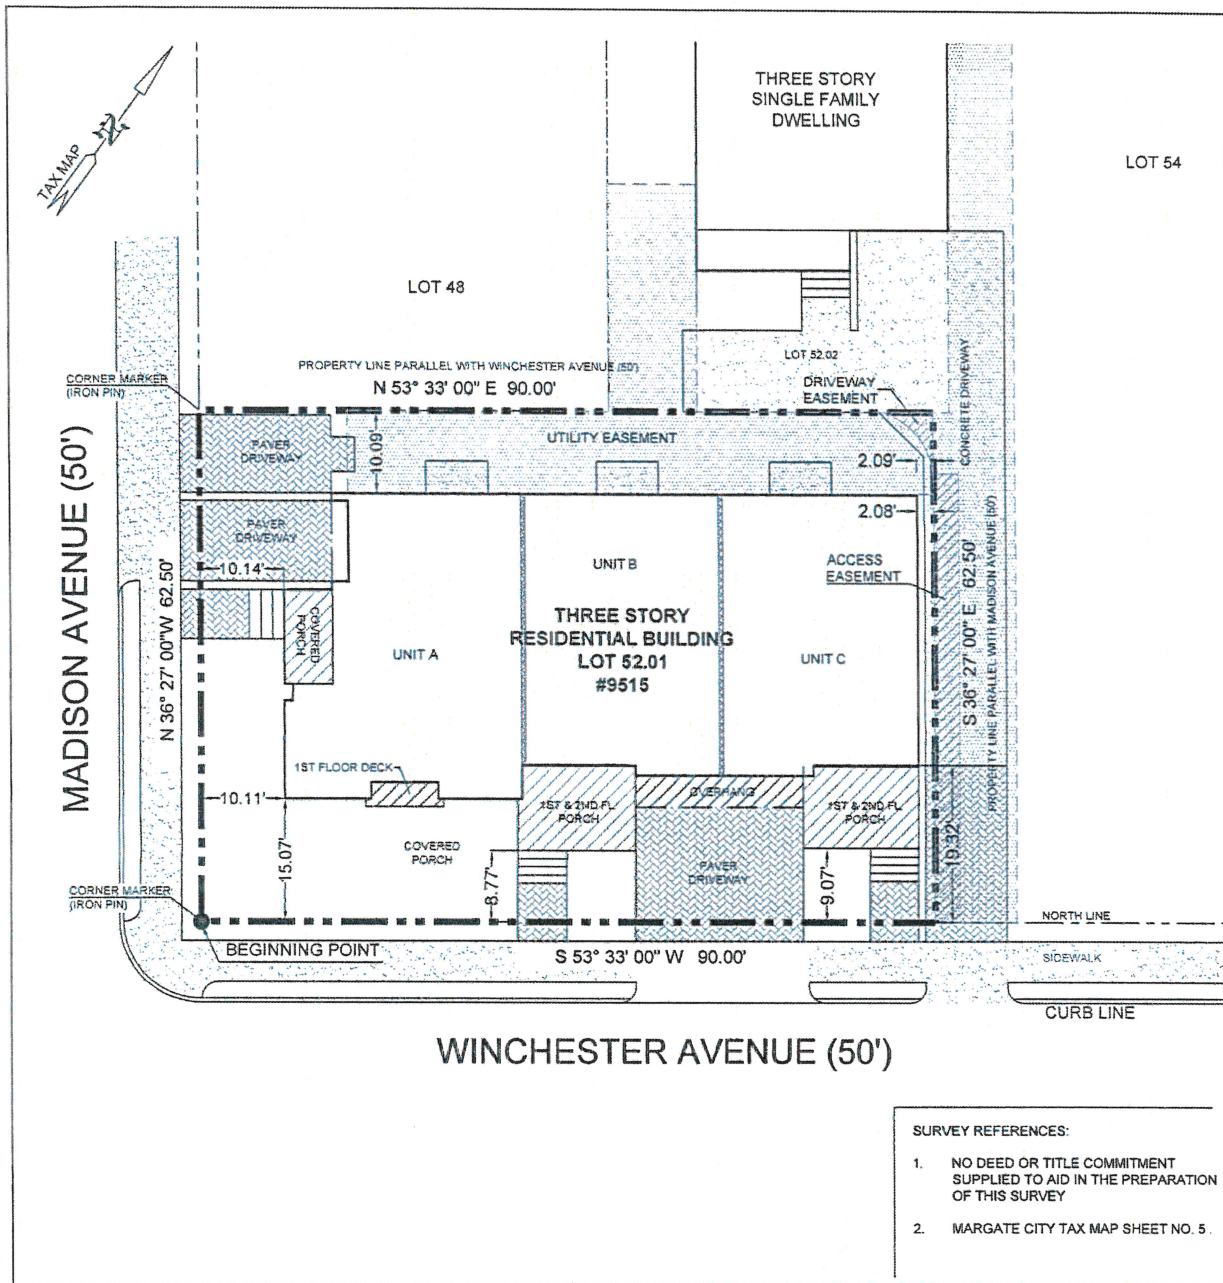 THREE STORY
SINGLE FAMILY
DWELLING
TAX MAP
N
LOT 54
LOT 48
PROPERTY LINE PARALLEL WITH WINCHESTER AVENUE (50')
N 53° 33' 00" E 90.00'
LOT 52.02
DRIVEWAY
EASEMENT
CONCRETE DRIVEWAY
CORNER MARKER
(IRON PIN)
MADISON AVENUE (50')
N 36° 27' 00"W 62.50'
PAVER
DRIVEWAY
10.09'
UTILITY EASEMENT
2.09'
2.08'
PAVER
DRIVEWAY
10.14'
COVERED
PORCH
UNIT A
UNIT B
THREE STORY
RESIDENTIAL BUILDING
LOT 52.01
#9515
UNIT C
ACCESS
EASEMENT
S 36° 27' 00" E 62.50'
PROPERTY LINE PARALLEL WITH MADISON AVENUE (50')
1ST FLOOR DECK
10.11'
15.07'
COVERED
PORCH
1ST & 2ND FL.
PORCH
OVERHANG
1ST & 2ND FL.
PORCH
8.77'
PAVER
DRIVEWAY
9.07'
19.32'
CORNER MARKER
(IRON PIN)
BEGINNING POINT
S 53° 33' 00" W 90.00'
NORTH LINE
SIDEWALK
CURB LINE
WINCHESTER AVENUE (50')
SURVEY REFERENCES:
1. NO DEED OR TITLE COMMITMENT
SUPPLIED TO AID IN THE PREPARATION
OF THIS SURVEY
2. MARGATE CITY TAX MAP SHEET NO. 5 .